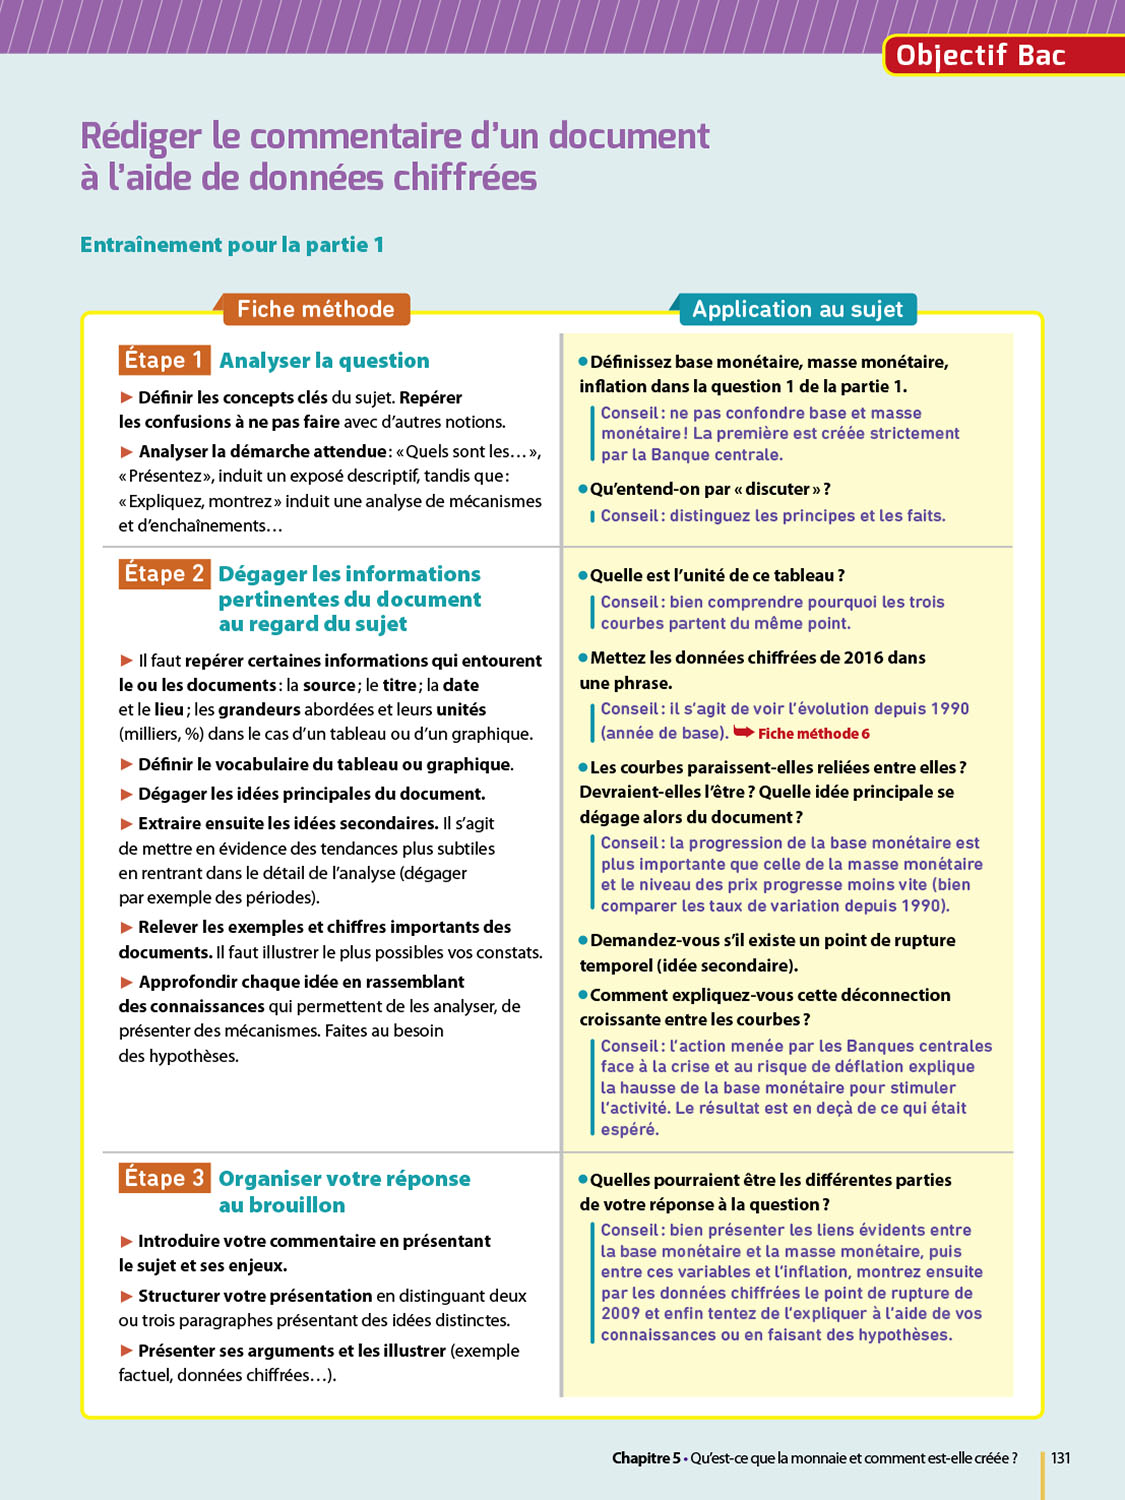 Objectif Bac
Rédiger le commentaire d’un document
à l’aide de données chiffrées
Entraînement pour la partie 1
Fiche méthode
Étape 1 Analyser la question
► Définir les concepts clés du sujet. Repérer
les confusions à ne pas faire avec d’autres notions.
► Analyser la démarche attendue : « Quels sont les… »,
« Présentez », induit un exposé descriptif, tandis que :
« Expliquez, montrez » induit une analyse de mécanismes
et d’enchaînements…
Application au sujet
• Définissez base monétaire, masse monétaire,
inflation dans la question 1 de la partie 1.
Conseil : ne pas confondre base et masse
monétaire ! La première est créée strictement
par la Banque centrale.
• Qu’entend-on par « discuter » ?
Conseil : distinguez les principes et les faits.
Étape 2 Dégager les informations
pertinentes du document
au regard du sujet
► Il faut repérer certaines informations qui entourent
le ou les documents : la source ; le titre ; la date
et le lieu ; les grandeurs abordées et leurs unités
(milliers, %) dans le cas d’un tableau ou d’un graphique.
► Définir le vocabulaire du tableau ou graphique.
► Dégager les idées principales du document.
► Extraire ensuite les idées secondaires. Il s’agit
de mettre en évidence des tendances plus subtiles
en rentrant dans le détail de l’analyse (dégager
par exemple des périodes).
► Relever les exemples et chiffres importants des
documents. Il faut illustrer le plus possibles vos constats.
► Approfondir chaque idée en rassemblant
des connaissances qui permettent de les analyser, de
présenter des mécanismes. Faites au besoin
des hypothèses.
• Quelle est l’unité de ce tableau ?
Conseil : bien comprendre pourquoi les trois
courbes partent du même point.
• Mettez les données chiffrées de 2016 dans
une phrase.
Conseil : il s’agit de voir l’évolution depuis 1990
(année de base). ➥ Fiche méthode 6
• Les courbes paraissent-elles reliées entre elles ?
Devraient-elles l’être ? Quelle idée principale se
dégage alors du document ?
Conseil : la progression de la base monétaire est
plus importante que celle de la masse monétaire
et le niveau des prix progresse moins vite (bien
comparer les taux de variation depuis 1990).
• Demandez-vous s’il existe un point de rupture
temporel (idée secondaire).
• Comment expliquez-vous cette déconnection
croissante entre les courbes ?
Conseil : l’action menée par les Banques centrales
face à la crise et au risque de déflation explique
la hausse de la base monétaire pour stimuler
l’activité. Le résultat est en deçà de ce qui était
espéré.
Étape 3 Organiser votre réponse
au brouillon
► Introduire votre commentaire en présentant
le sujet et ses enjeux.
► Structurer votre présentation en distinguant deux
ou trois paragraphes présentant des idées distinctes.
► Présenter ses arguments et les illustrer (exemple
factuel, données chiffrées…).
• Quelles pourraient être les différentes parties
de votre réponse à la question ?
Conseil : bien présenter les liens évidents entre
la base monétaire et la masse monétaire, puis
entre ces variables et l’inflation, montrez ensuite
par les données chiffrées le point de rupture de
2009 et enfin tentez de l’expliquer à l’aide de vos
connaissances ou en faisant des hypothèses.
Chapitre 5 • Qu’est-ce que la monnaie et comment est-elle créée ? 131